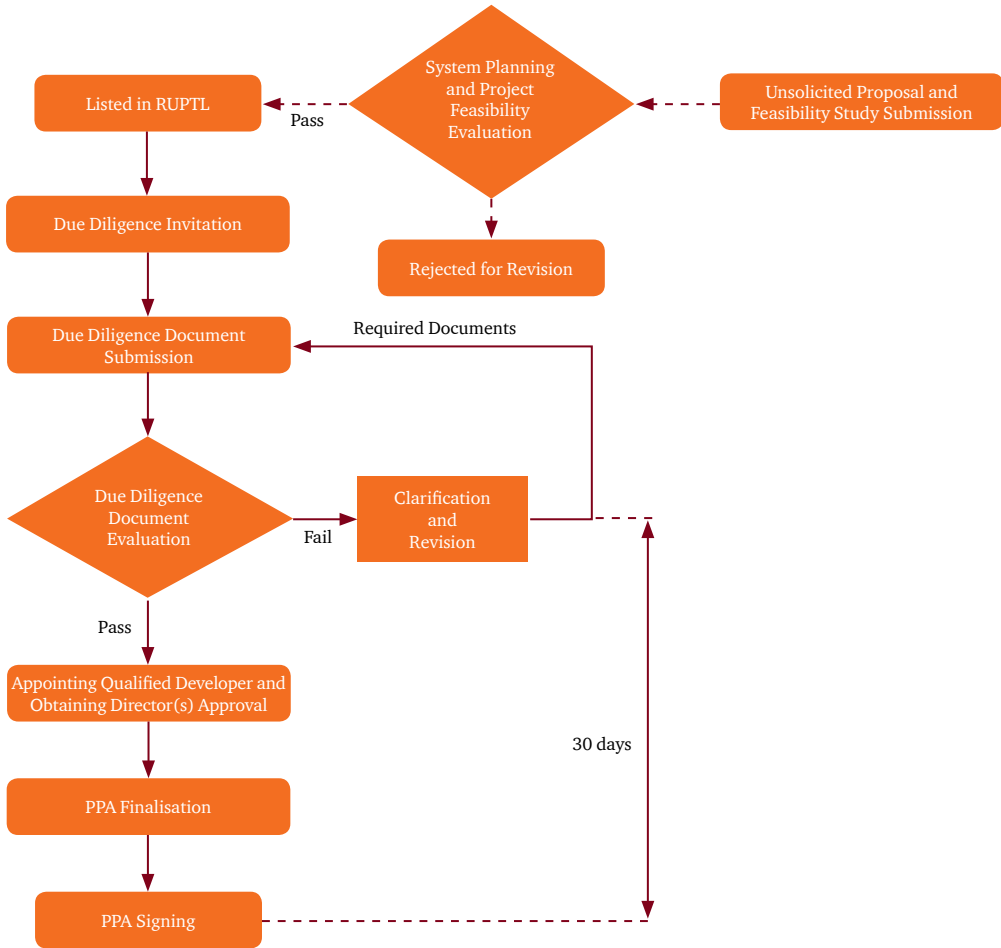 System Planning
and Project
Feasibility
Evaluation
Unsolicited Proposal and
Feasibility Study Submission
Listed in RUPTL
Pass
Due Diligence Invitation
Rejected for Revision
Required Documents
Due Diligence Document
Submission
Due Diligence
Document
Evaluation
Fail
Clarification
and
Revision
Pass
Appointing Qualified Developer and
Obtaining Director(s) Approval
30 days
PPA Finalisation
PPA Signing